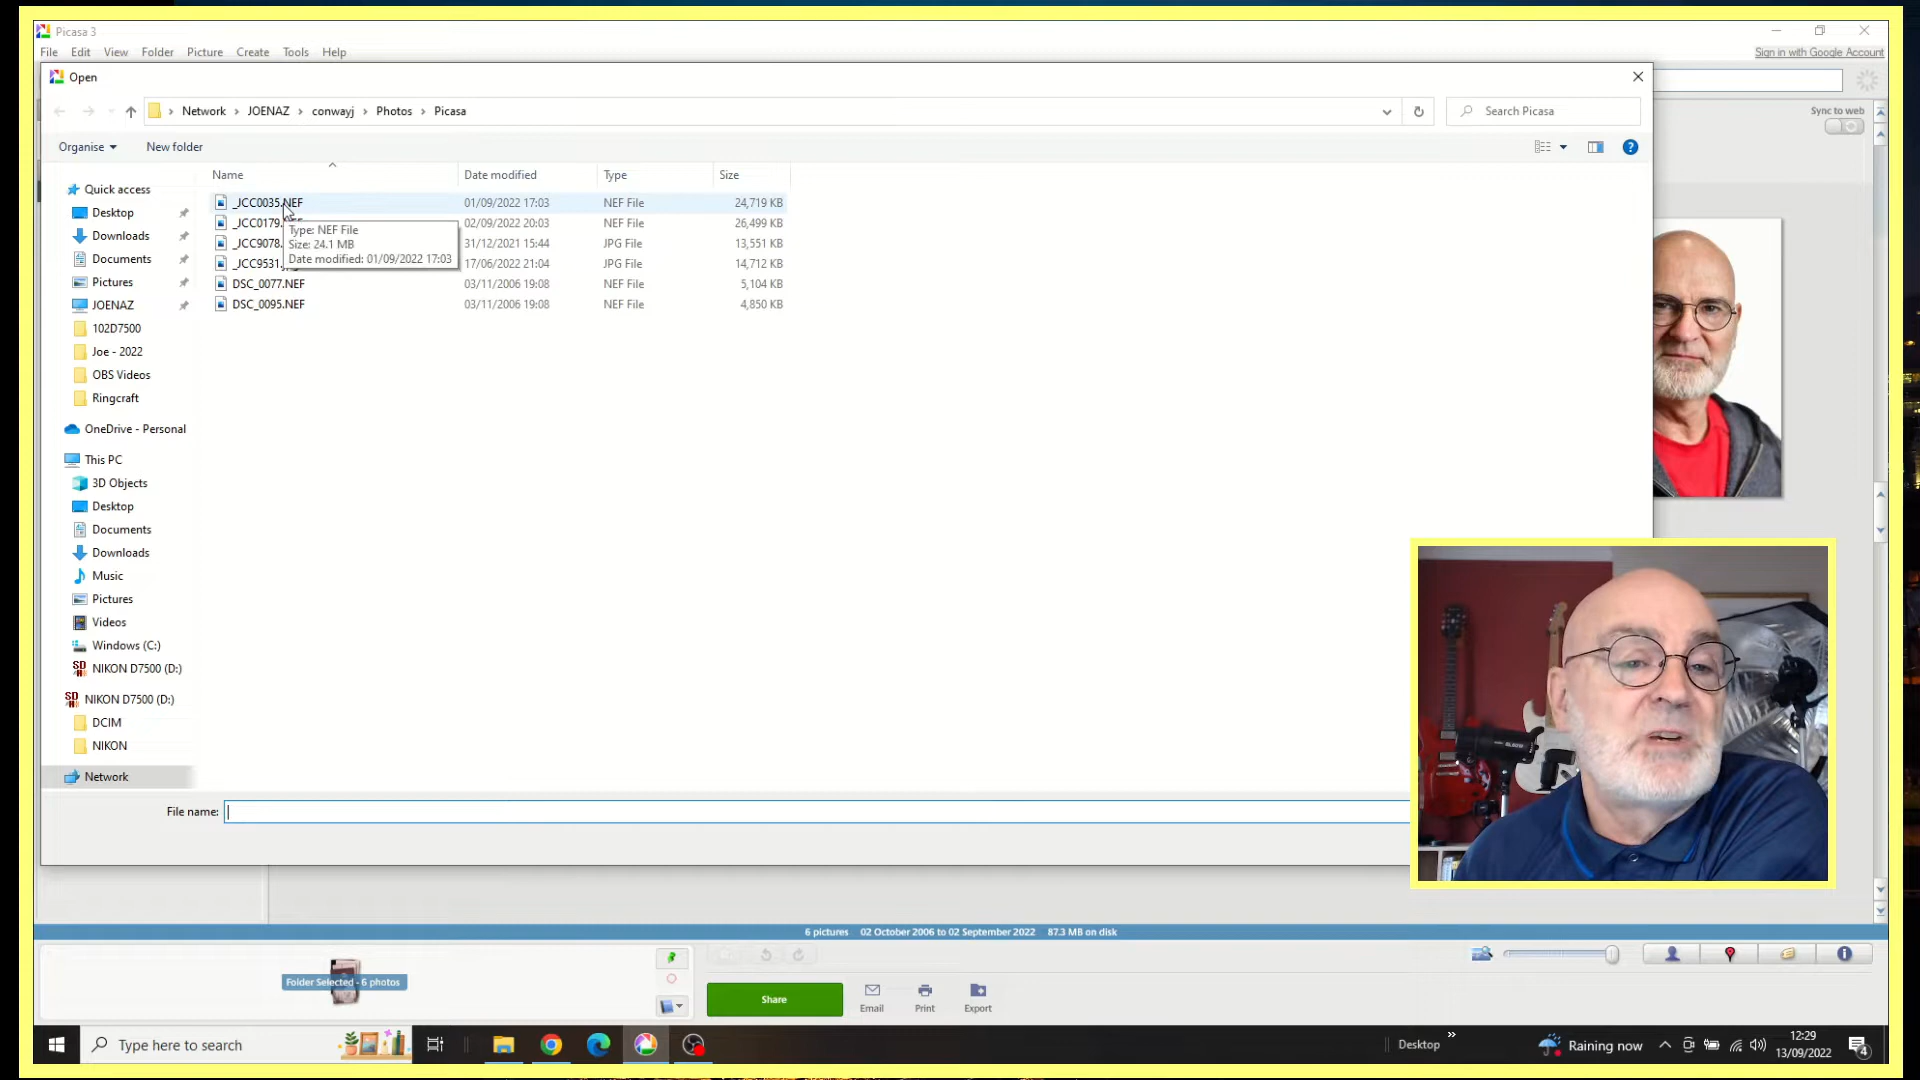 Picasa 3
File Edit View Folder Picture Create Tools Help
Sign in with Google Account
Open
Network > JOENAZ > conwayj > Photos > Picasa
Search Picasa
Sync to web
Organise New folder
Name Date modified Type Size
_JCC0035.NEF 01/09/2022 17:03 NEF File 24,719 KB
_JCC0179. 02/09/2022 20:03 NEF File 26,499 KB
_JCC9078. 31/12/2021 15:44 JPG File 13,551 KB
_JCC9531. 17/06/2022 21:04 JPG File 14,712 KB
DSC_0077.NEF 03/11/2006 19:08 NEF File 5,104 KB
DSC_0095.NEF 03/11/2006 19:08 NEF File 4,850 KB
Type: NEF File
Size: 24.1 MB
Date modified: 01/09/2022 17:03
Quick access
Desktop
Downloads
Documents
Pictures
JOENAZ
102D7500
Joe - 2022
OBS Videos
Ringcraft
OneDrive - Personal
This PC
3D Objects
Desktop
Documents
Downloads
Music
Pictures
Videos
Windows (C:)
NIKON D7500 (D:)
NIKON D7500 (D:)
DCIM
NIKON
Network
File name:
6 pictures 02 October 2006 to 02 September 2022 87.3 MB on disk
Folder Selected - 6 photos
Share
Email
Print
Export
Type here to search
Desktop
Raining now
12:29
13/09/2022
4